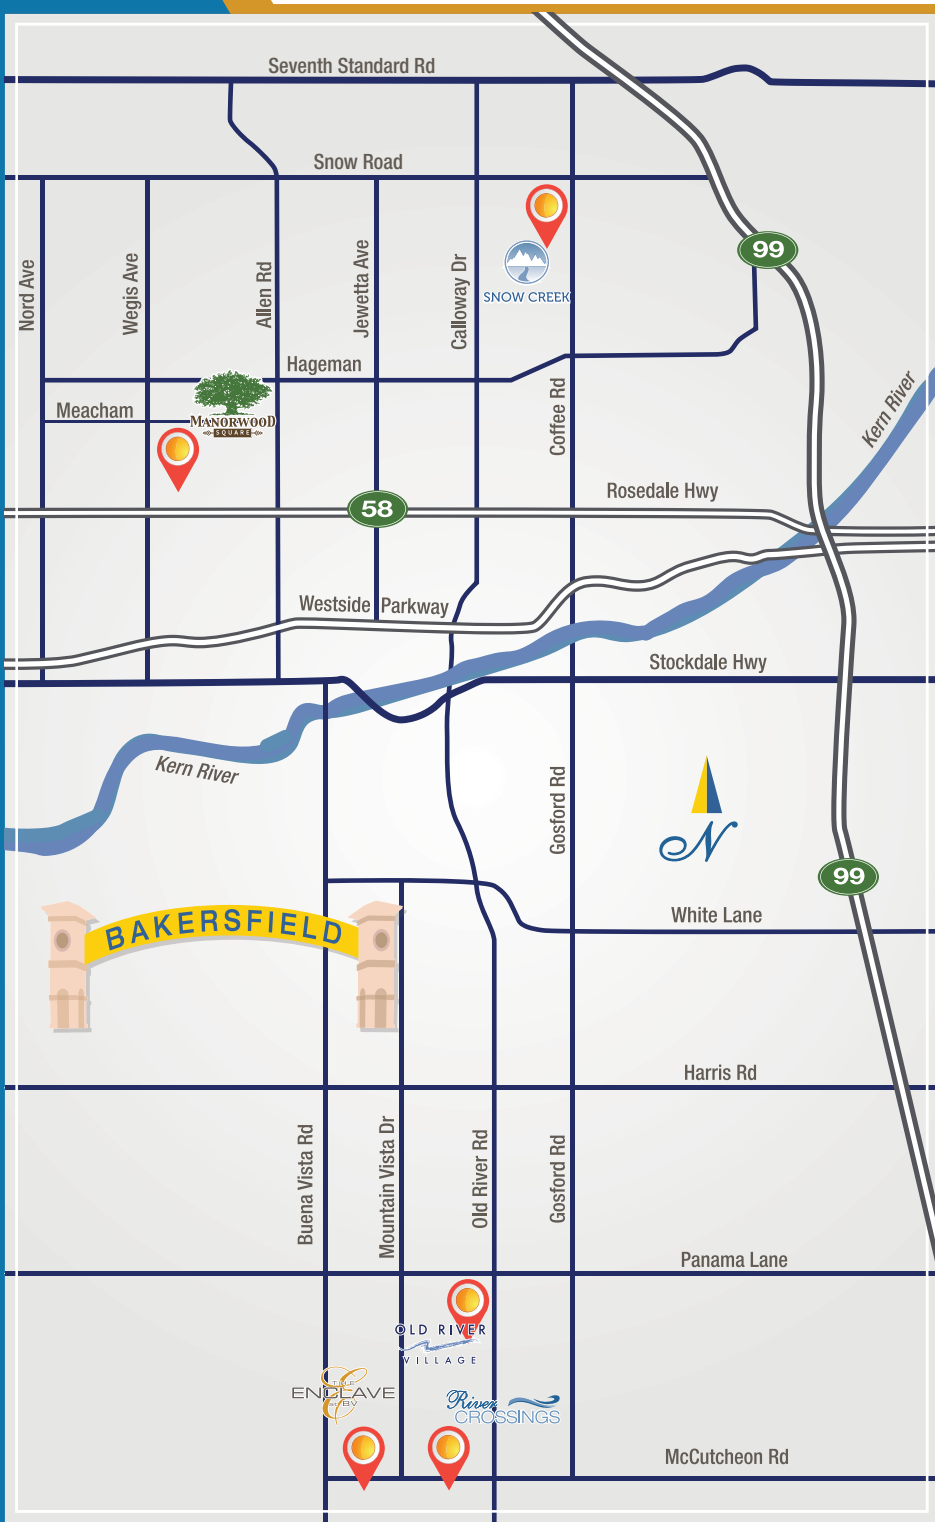 Seventh Standard Rd
Snow Road
Nord Ave
Wegis Ave
Allen Rd
Jewetta Ave
Calloway Dr
SNOW CREEK
99
Hageman
Meacham
MANORWOOD
SQUARE
Coffee Rd
Kern River
Rosedale Hwy
58
Westside Parkway
Stockdale Hwy
Kern River
Gosford Rd
N
99
BAKERSFIELD
White Lane
Harris Rd
Buena Vista Rd
Mountain Vista Dr
Old River Rd
Gosford Rd
Panama Lane
OLD RIVER
VILLAGE
THE
ENCLAVE
at BV
River
CROSSINGS
McCutcheon Rd